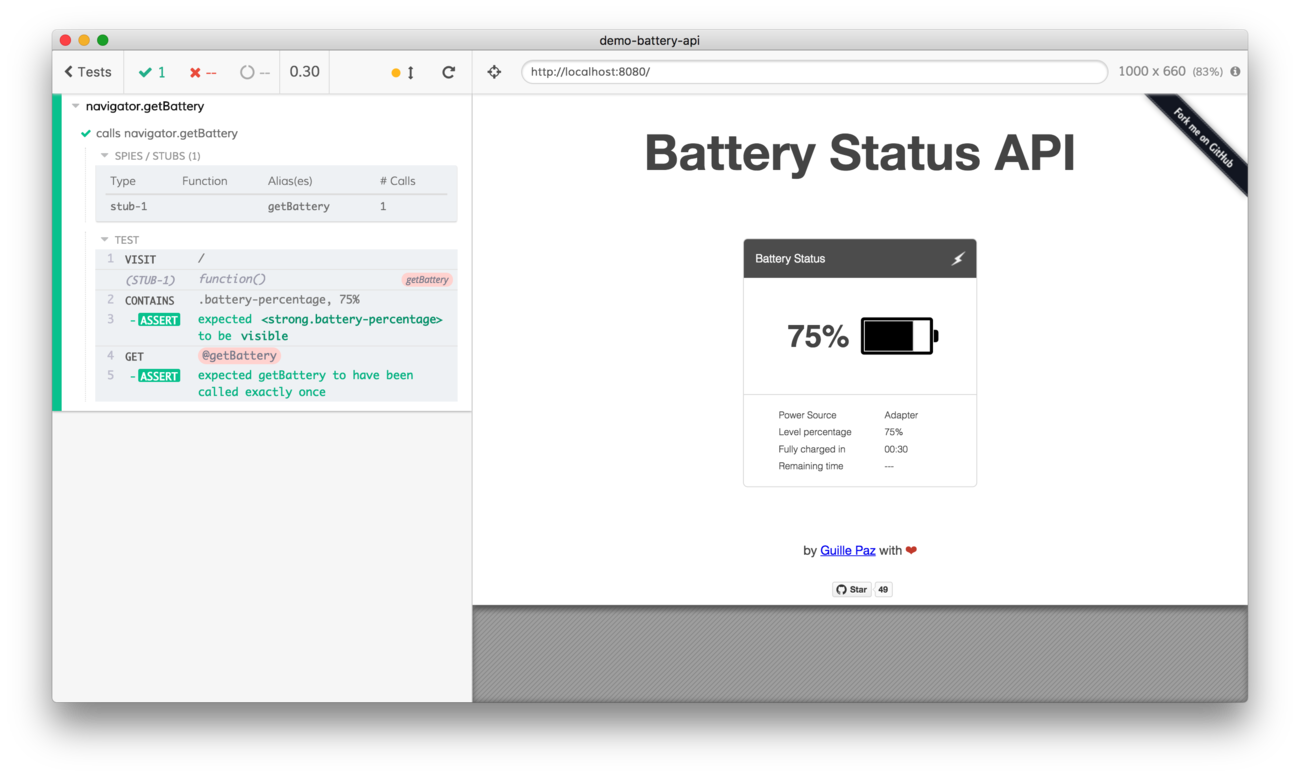 demo-battery-api
Tests 1 -- -- 0.30
http://localhost:8080/ 1000 x 660 (83%)
navigator.getBattery
calls navigator.getBattery
SPIES / STUBS (1)
Type Function Alias(es) # Calls
stub-1 getBattery 1
TEST
1 VISIT /
(STUB-1) function() getBattery
2 CONTAINS .battery-percentage, 75%
3 - ASSERT expected <strong.battery-percentage>
to be visible
4 GET @getBattery
5 - ASSERT expected getBattery to have been
called exactly once
Fork me on GitHub
Battery Status API
Battery Status
75%
Power Source Adapter
Level percentage 75%
Fully charged in 00:30
Remaining time ---
by Guille Paz with ❤
Star 49